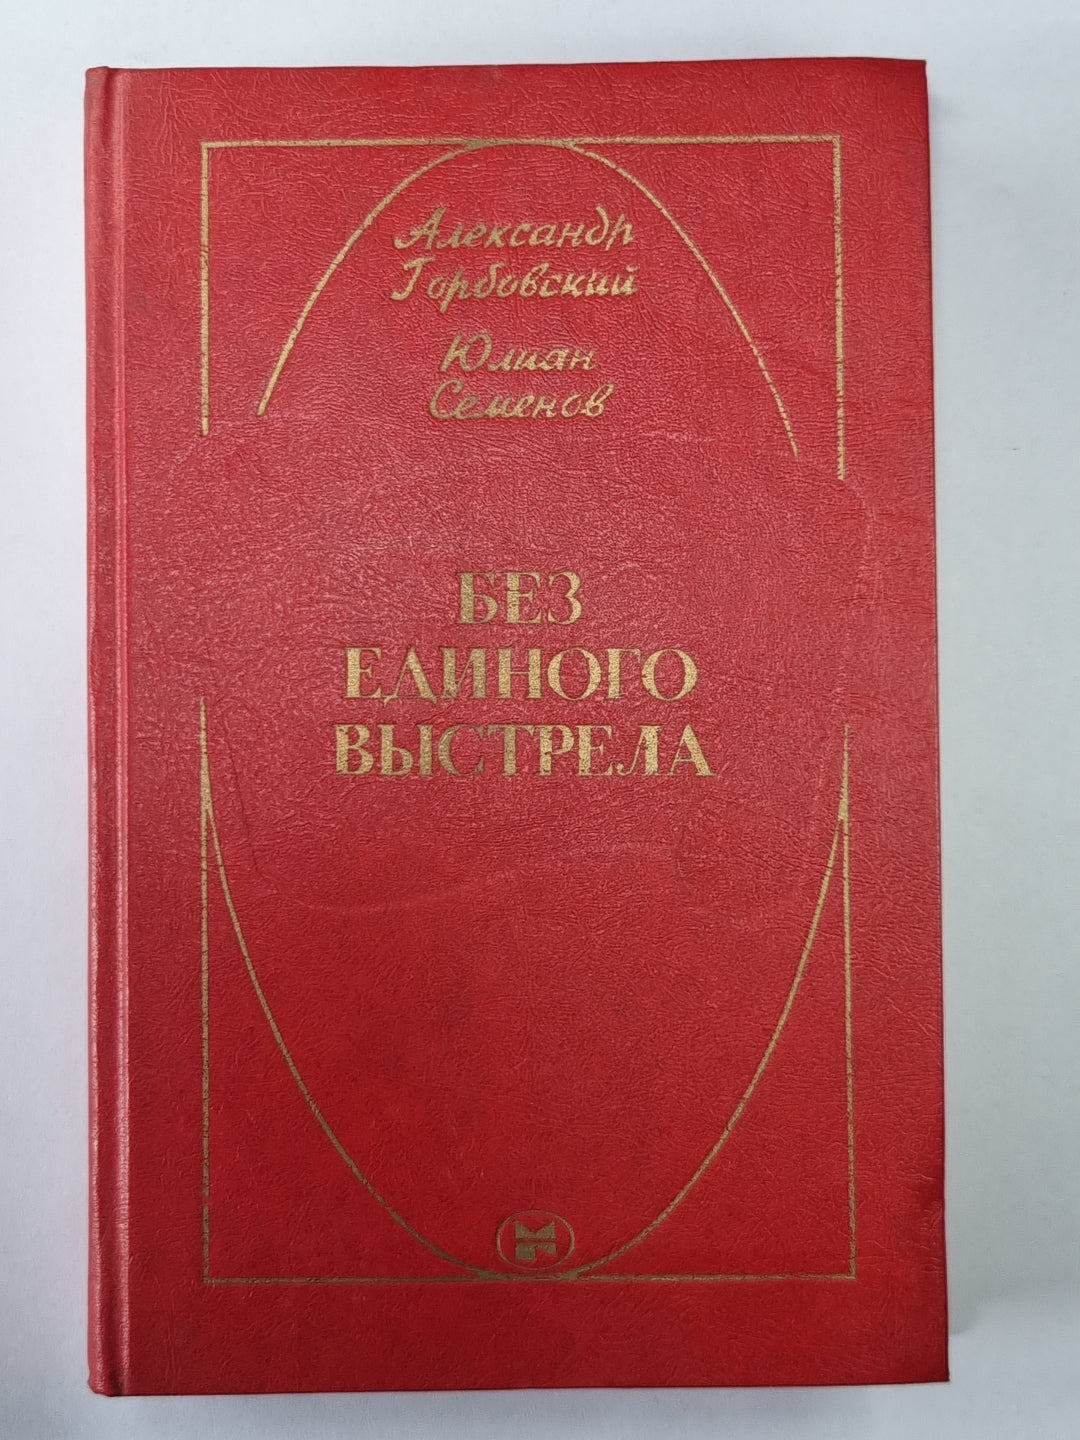 Александр
Горбовский
Юлиан
Семенов
БЕЗ
ЕДИНОГО
ВЫСТРЕЛА